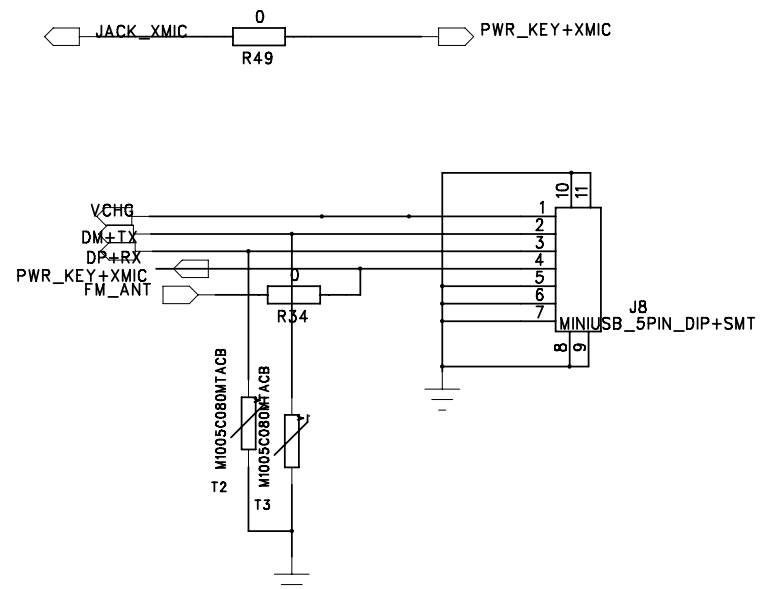 0
JACK_XMIC
PWR_KEY+XMIC
R49
10
11
VCHG
1
DM+TX
2
DP+RX
3
PWR_KEY+XMIC
4
FM_ANT
0
5
R34
6
J8
7
MINIUSB_5PIN_DIP+SMT
8
9
M1005C080MTACB
M1005C080MTACB
T2
T3